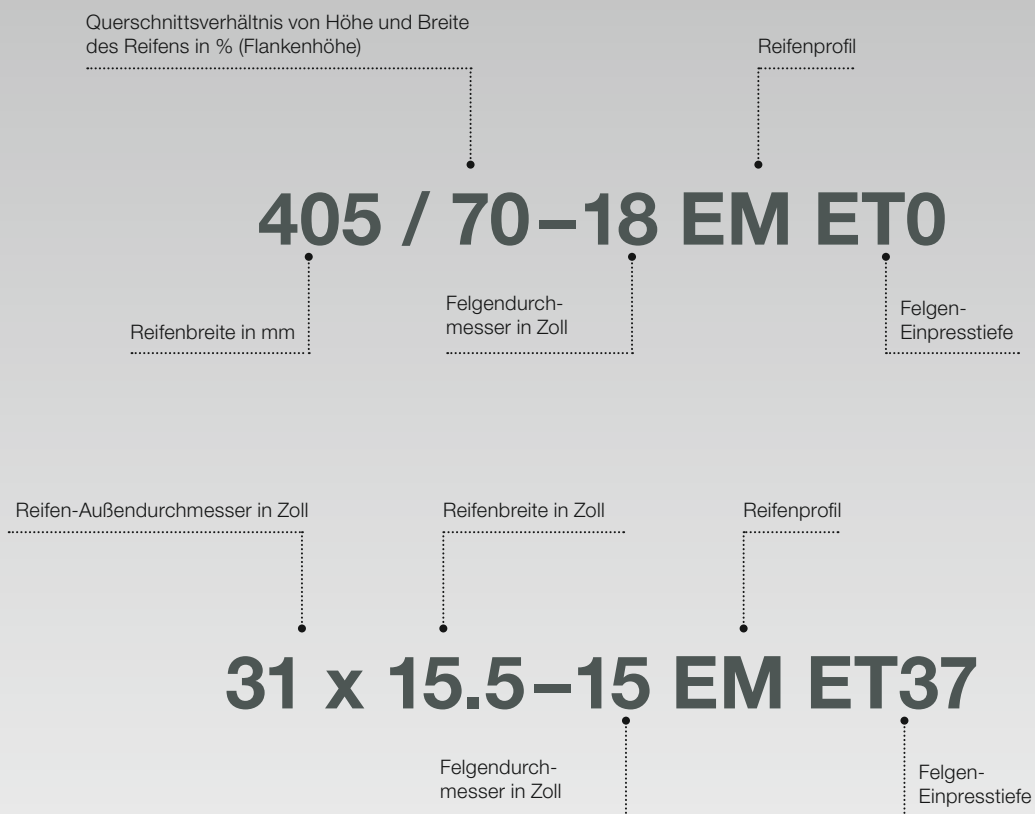 Querschnittsverhältnis von Höhe und Breite
des Reifens in % (Flankenhöhe)
Reifenprofil
405 / 70–18 EM ET0
Reifenbreite in mm
Felgendurch-
messer in Zoll
Felgen-
Einpresstiefe
Reifen-Außendurchmesser in Zoll
Reifenbreite in Zoll
Reifenprofil
31 x 15.5–15 EM ET37
Felgendurch-
messer in Zoll
Felgen-
Einpresstiefe